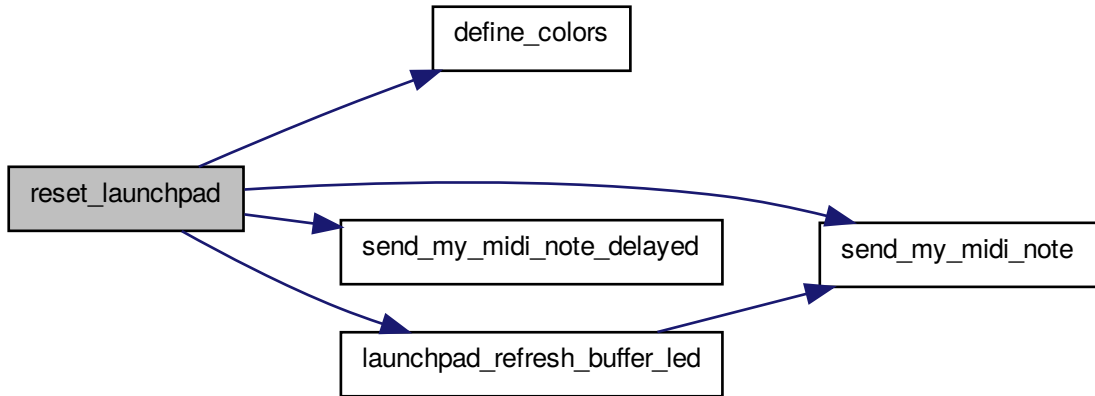 define_colors
reset_launchpad
send_my_midi_note_delayed
send_my_midi_note
launchpad_refresh_buffer_led